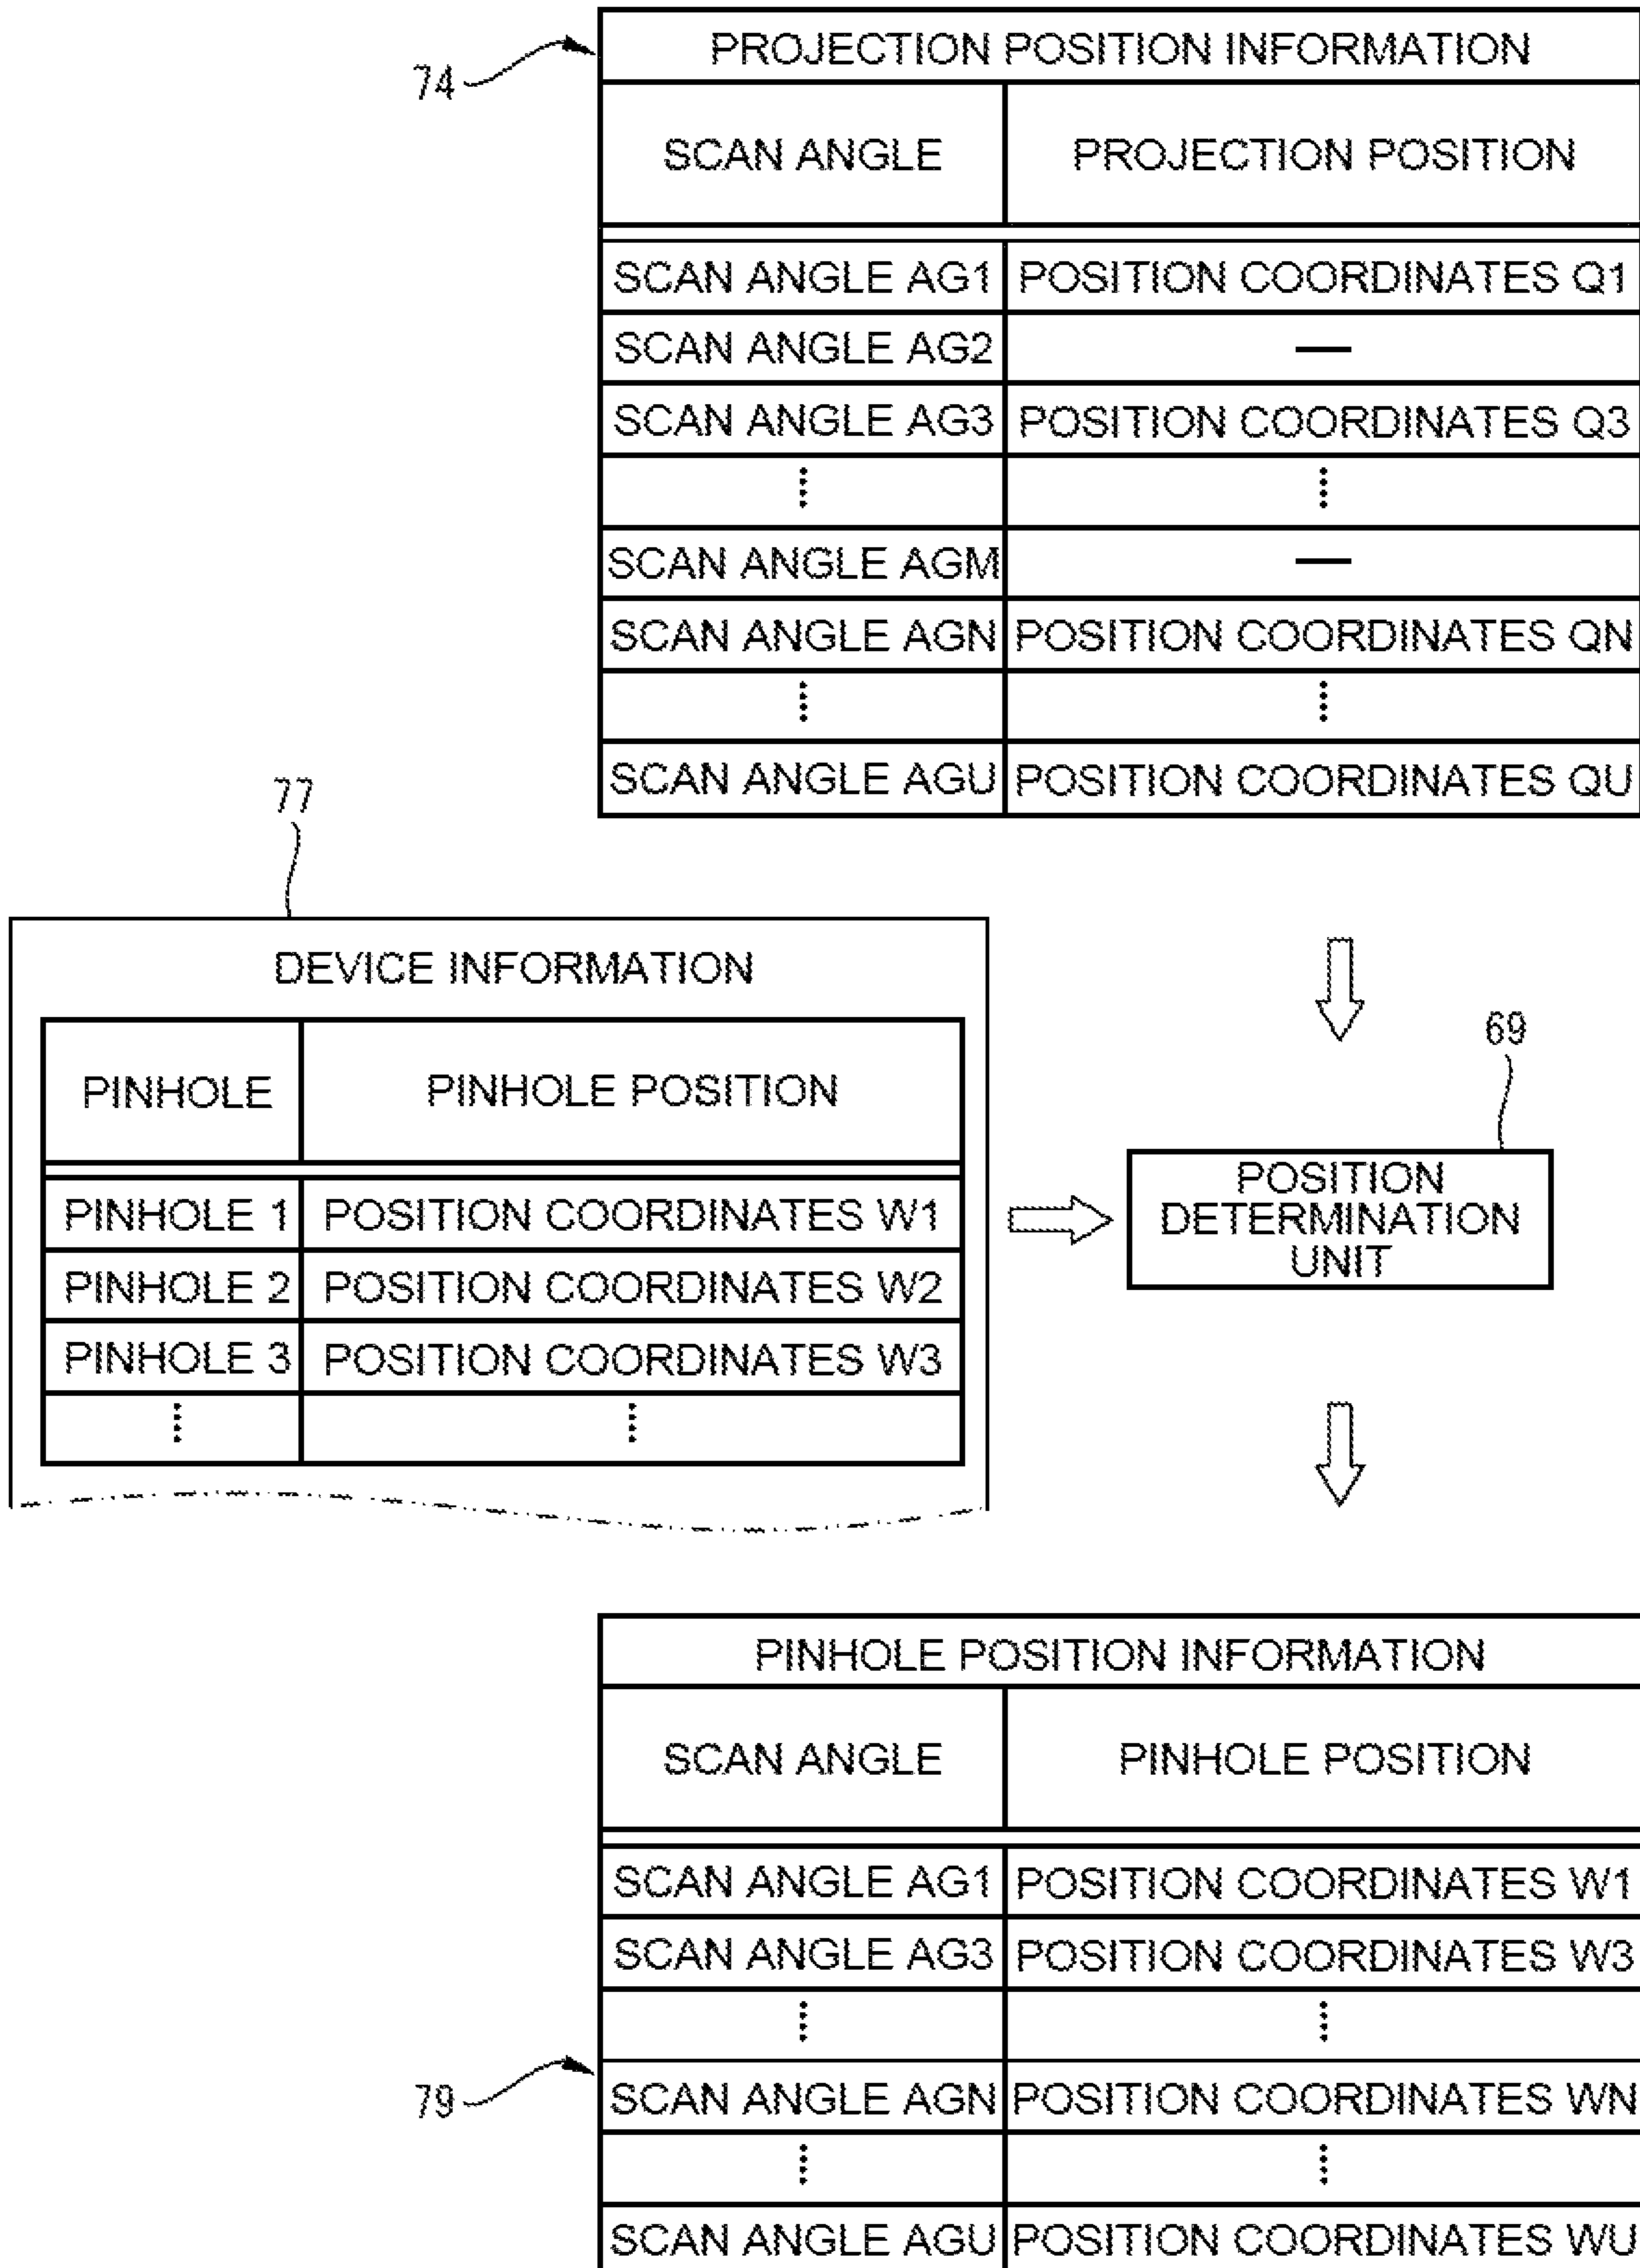 74
PROJECTION POSITION INFORMATION
SCAN ANGLE PROJECTION POSITION
SCAN ANGLE AG1 POSITION COORDINATES Q1
SCAN ANGLE AG2 —
SCAN ANGLE AG3 POSITION COORDINATES Q3
⋮ ⋮
SCAN ANGLE AGM —
SCAN ANGLE AGN POSITION COORDINATES QN
⋮ ⋮
SCAN ANGLE AGU POSITION COORDINATES QU
77
DEVICE INFORMATION
PINHOLE PINHOLE POSITION
PINHOLE 1 POSITION COORDINATES W1
PINHOLE 2 POSITION COORDINATES W2
PINHOLE 3 POSITION COORDINATES W3
⋮ ⋮
69
POSITION
DETERMINATION
UNIT
PINHOLE POSITION INFORMATION
SCAN ANGLE PINHOLE POSITION
SCAN ANGLE AG1 POSITION COORDINATES W1
SCAN ANGLE AG3 POSITION COORDINATES W3
⋮ ⋮
79
SCAN ANGLE AGN POSITION COORDINATES WN
⋮ ⋮
SCAN ANGLE AGU POSITION COORDINATES WU